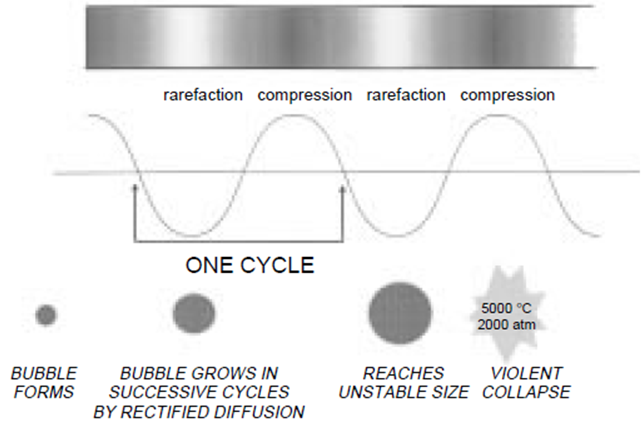 rarefaction compression rarefaction compression
ONE CYCLE
5000 °C
2000 atm
BUBBLE
FORMS
BUBBLE GROWS IN
SUCCESSIVE CYCLES
BY RECTIFIED DIFFUSION
REACHES
UNSTABLE SIZE
VIOLENT
COLLAPSE